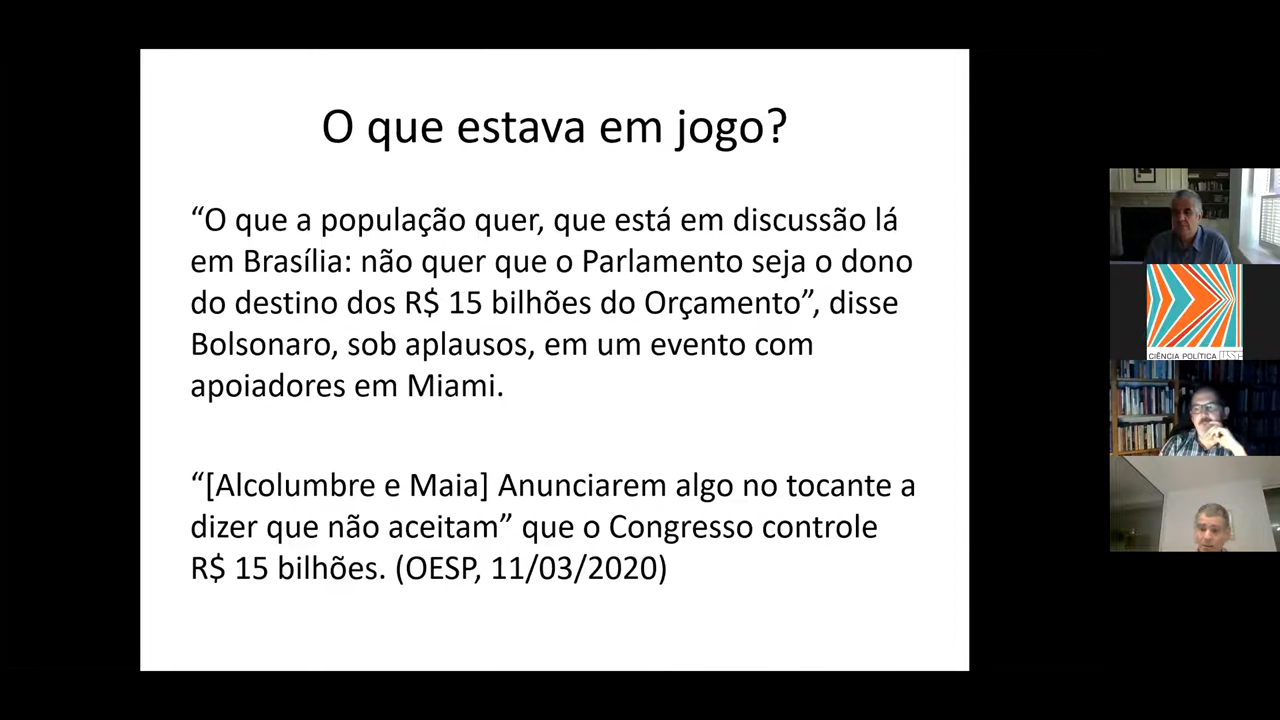 O que estava em jogo?
“O que a população quer, que está em discussão lá
em Brasília: não quer que o Parlamento seja o dono
do destino dos R$ 15 bilhões do Orçamento”, disse
Bolsonaro, sob aplausos, em um evento com
apoiadores em Miami.
“[Alcolumbre e Maia] Anunciarem algo no tocante a
dizer que não aceitam” que o Congresso controle
R$ 15 bilhões. (OESP, 11/03/2020)
CIÊNCIA POLÍTICA USP